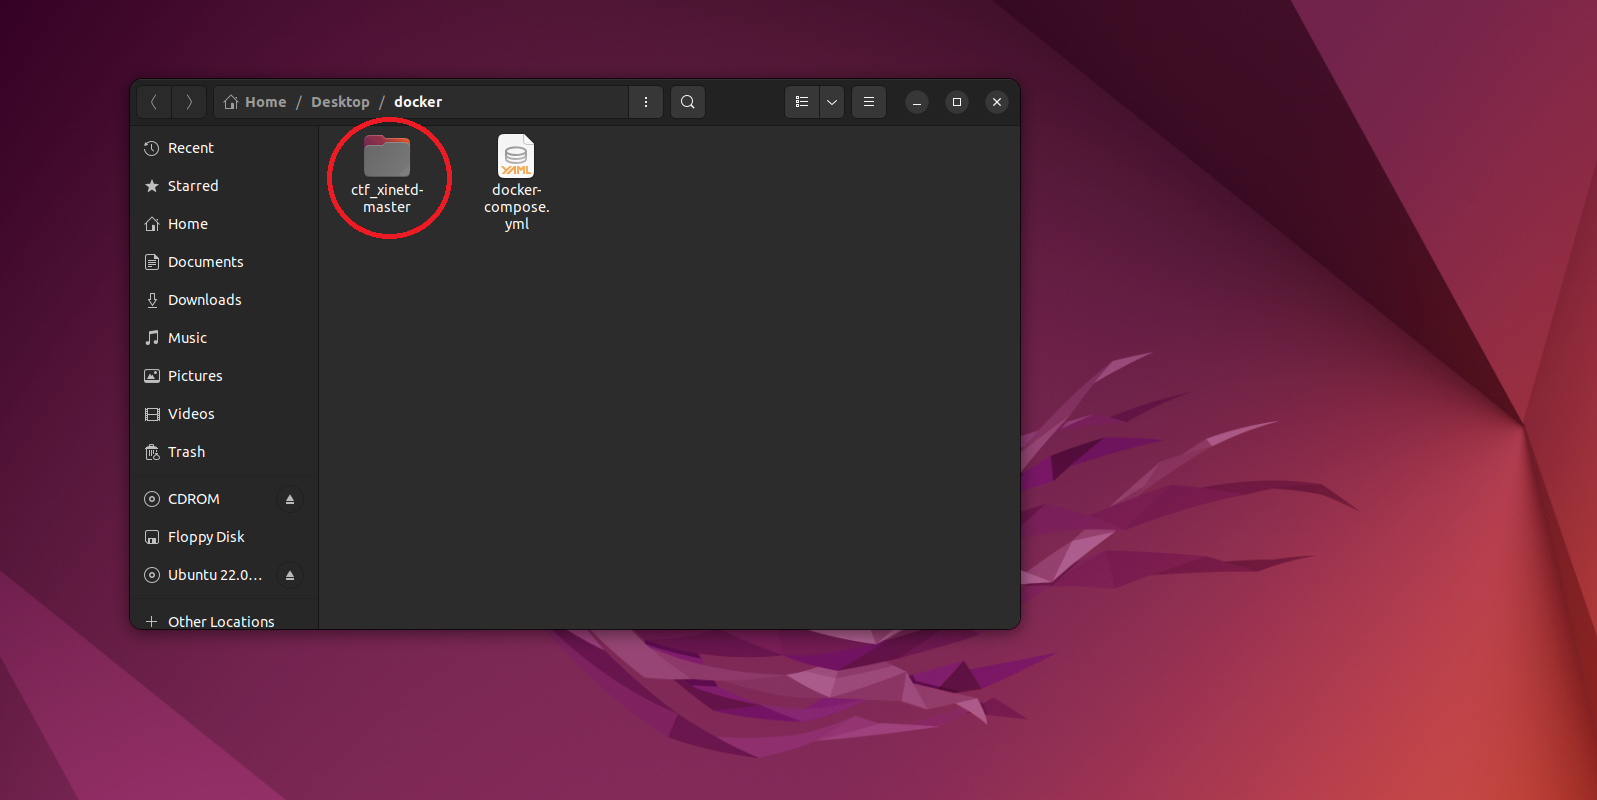 Home / Desktop / docker
Recent
Starred
Home
Documents
Downloads
Music
Pictures
Videos
Trash
CDROM
Floppy Disk
Ubuntu 22.0...
Other Locations
ctf_xinetd-
master
YAML
docker-
compose.
yml